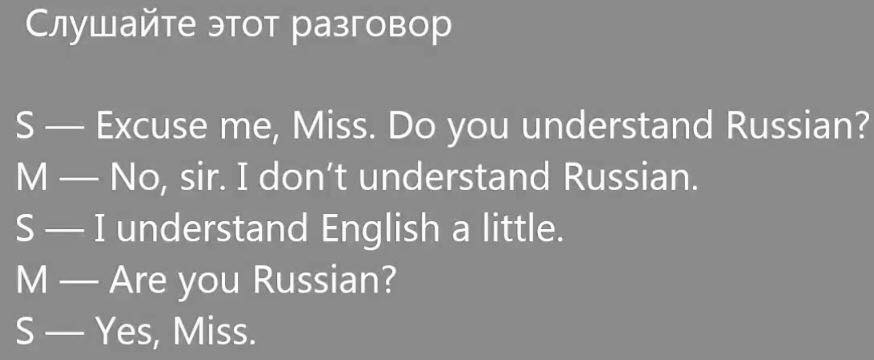 Слушайте этот разговор
S — Excuse me, Miss. Do you understand Russian?
M — No, sir. I don't understand Russian.
S — I understand English a little.
M — Are you Russian?
S — Yes, Miss.